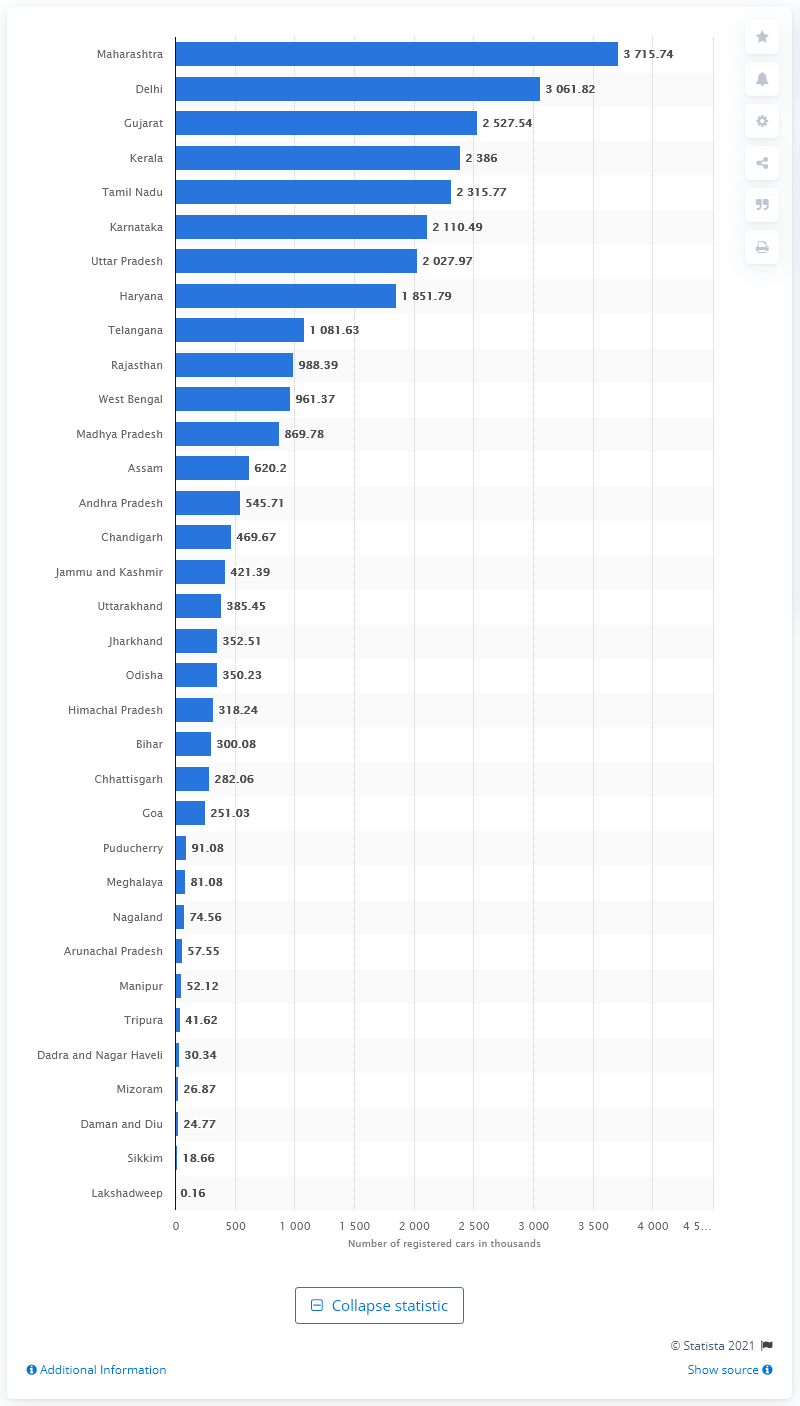 Maharashtra 3 715.74
Delhi 3 061.82
Gujarat 2 527.54
Kerala 2 386
Tamil Nadu 2 315.77
Karnataka 2 110.49
Uttar Pradesh 2 027.97
Haryana 1 851.79
Telangana 1 081.63
Rajasthan 988.39
West Bengal 961.37
Madhya Pradesh 869.78
Assam 620.2
Andhra Pradesh 545.71
Chandigarh 469.67
Jammu and Kashmir 421.39
Uttarakhand 385.45
Jharkhand 352.51
Odisha 350.23
Himachal Pradesh 318.24
Bihar 300.08
Chhattisgarh 282.06
Goa 251.03
Puducherry 91.08
Meghalaya 81.08
Nagaland 74.56
Arunachal Pradesh 57.55
Manipur 52.12
Tripura 41.62
Dadra and Nagar Haveli 30.34
Mizoram 26.87
Daman and Diu 24.77
Sikkim 18.66
Lakshadweep 0.16
0 500 1 000 1 500 2 000 2 500 3 000 3 500 4 000 4 5...
Number of registered cars in thousands
Collapse statistic
© Statista 2021
Additional Information Show source